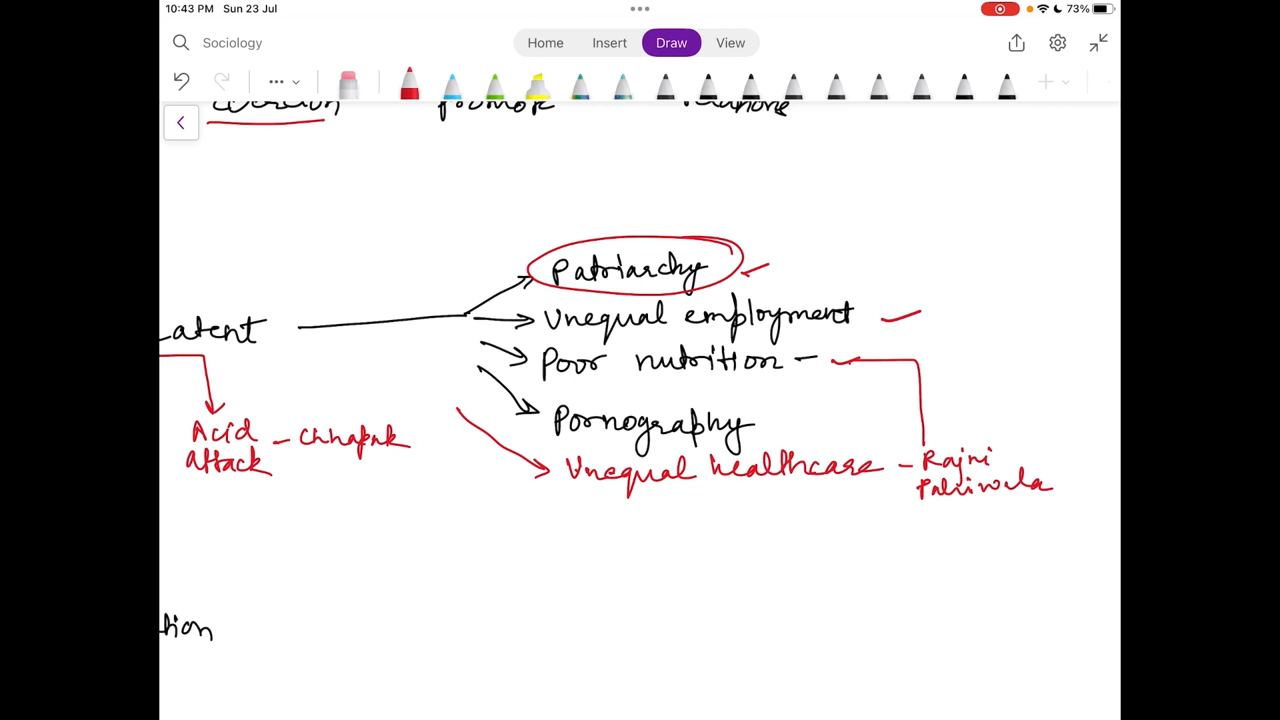 10:43 PM Sun 23 Jul
73%
Sociology
Home Insert Draw View
Patriarchy
Unequal employment
Latent
Poor nutrition –
Pornography
Acid attack – Chhapak
Unequal healthcare – Rajni Palriwala
tion